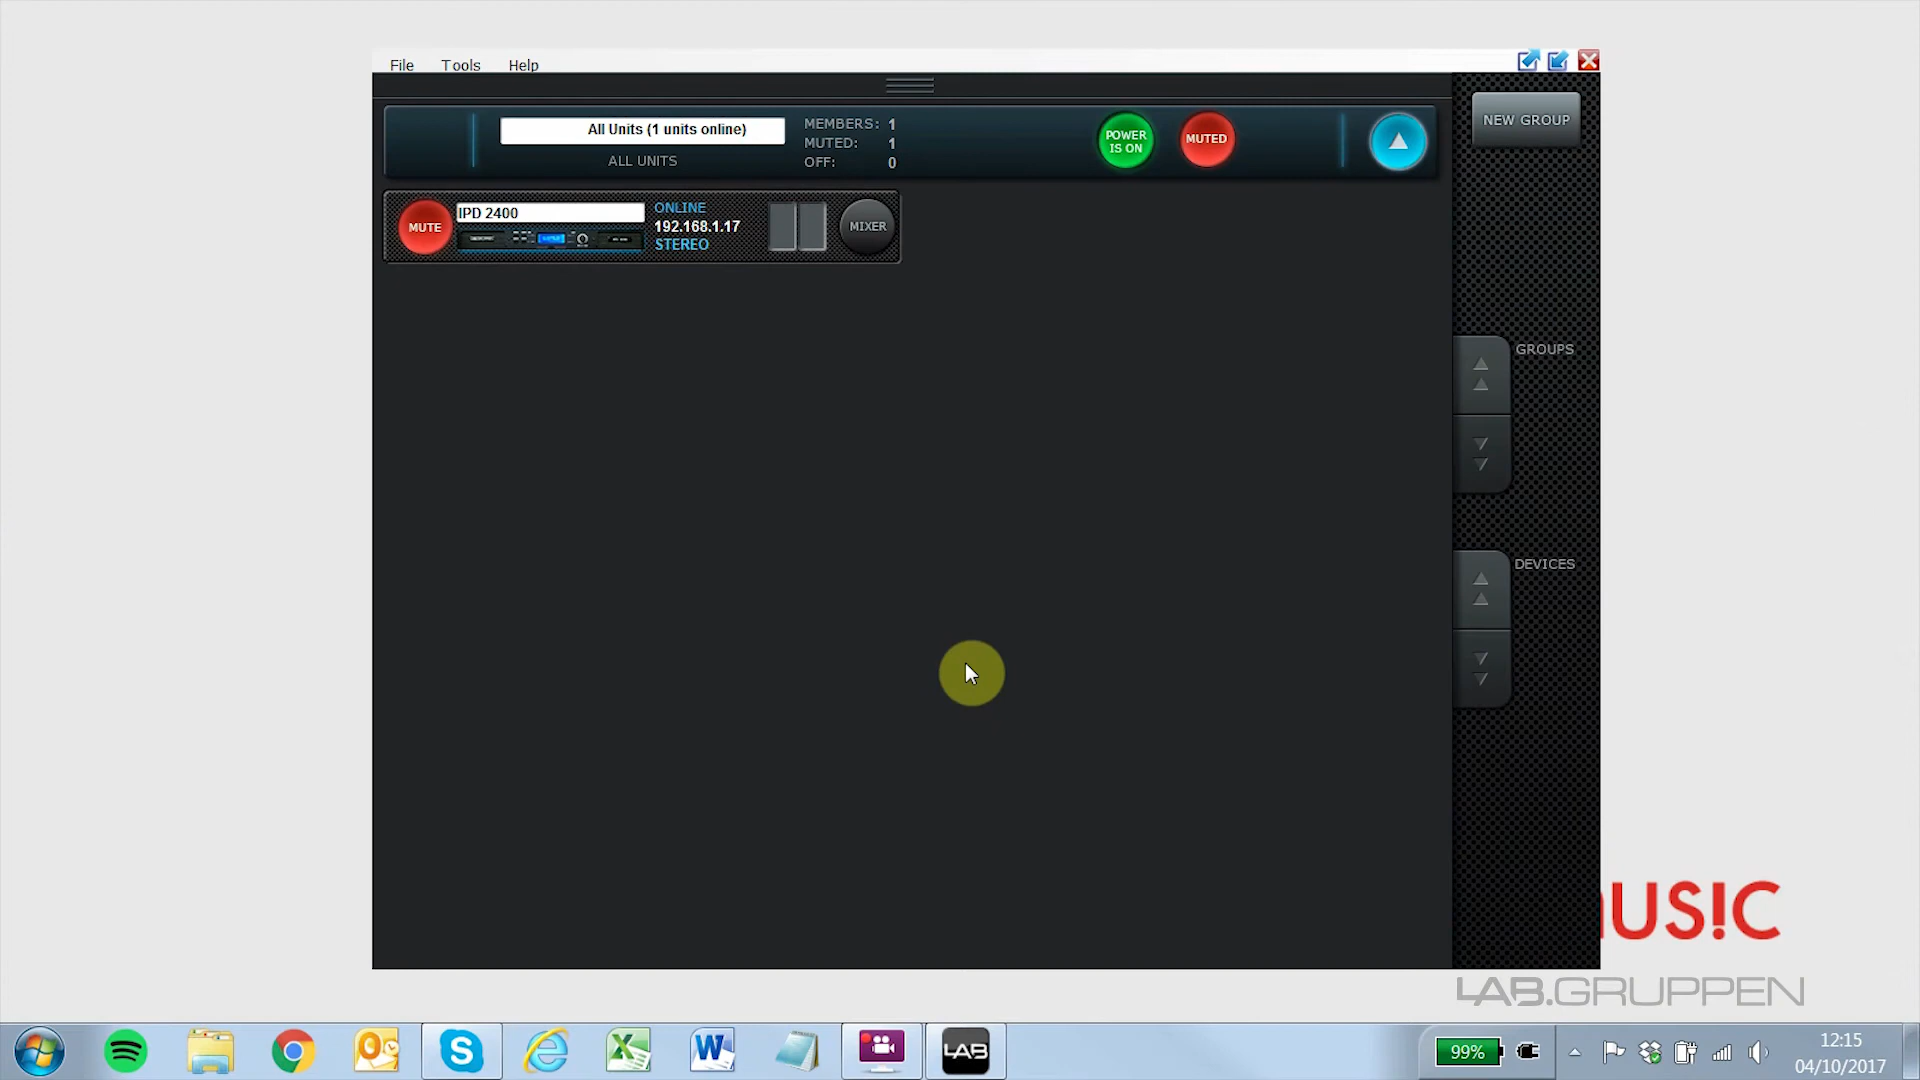 File Tools Help
All Units (1 units online)
ALL UNITS
MEMBERS: 1
MUTED: 1
OFF: 0
POWER
IS ON
MUTED
NEW GROUP
MUTE
IPD 2400
ONLINE
192.168.1.17
STEREO
MIXER
GROUPS
DEVICES
US!C
LAB.GRUPPEN
LAB
99%
12:15
04/10/2017